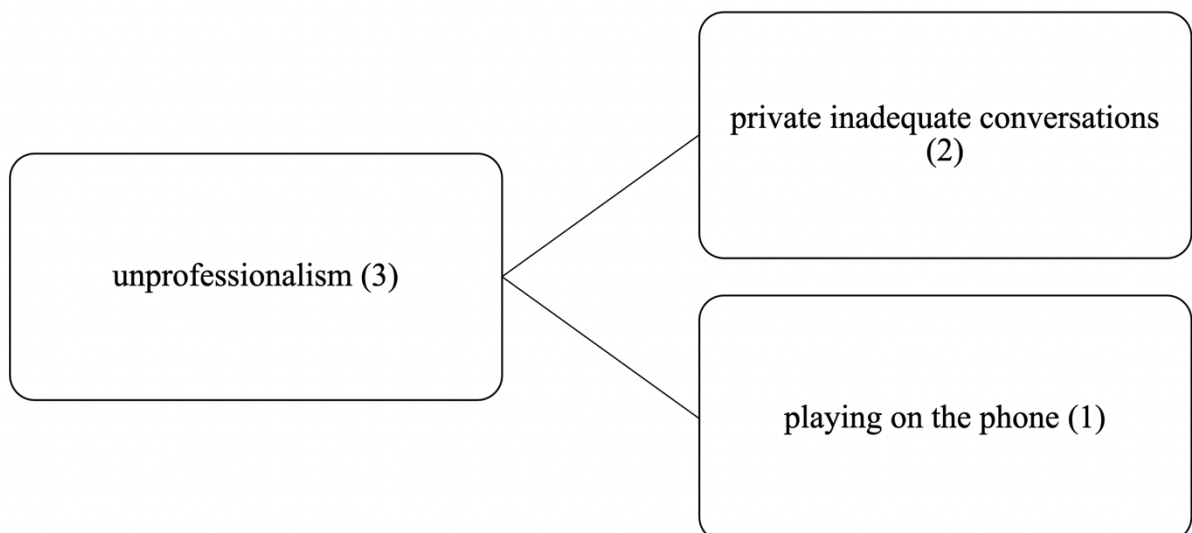 unprofessionalism (3)
private inadequate conversations
(2)
playing on the phone (1)